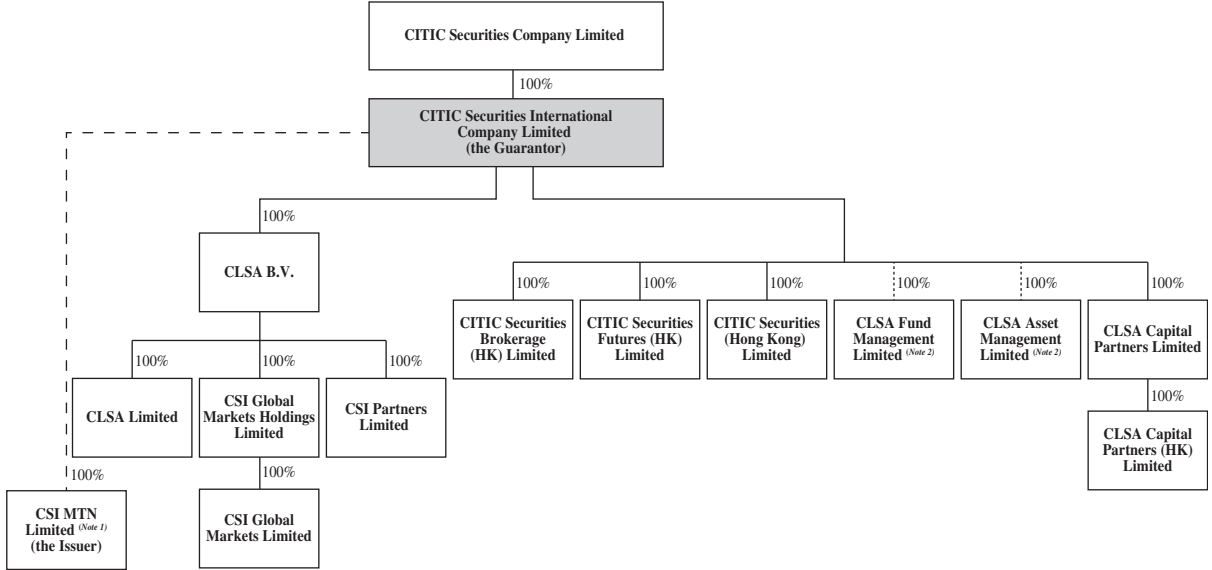 CITIC Securities Company Limited
100%
CITIC Securities International
Company Limited
(the Guarantor)
100%
CLSA B.V.
100%
100%
100%
100%
100%
100%
CITIC Securities
Brokerage
(HK) Limited
CITIC Securities
Futures (HK)
Limited
CITIC Securities
(Hong Kong)
Limited
CLSA Fund
Management
Limited (Note 2)
CLSA Asset
Management
Limited (Note 2)
CLSA Capital
Partners Limited
100%
100%
100%
CLSA Limited
CSI Global
Markets Holdings
Limited
CSI Partners
Limited
100%
CLSA Capital
Partners (HK)
Limited
100%
100%
CSI MTN
Limited (Note 1)
(the Issuer)
CSI Global
Markets Limited